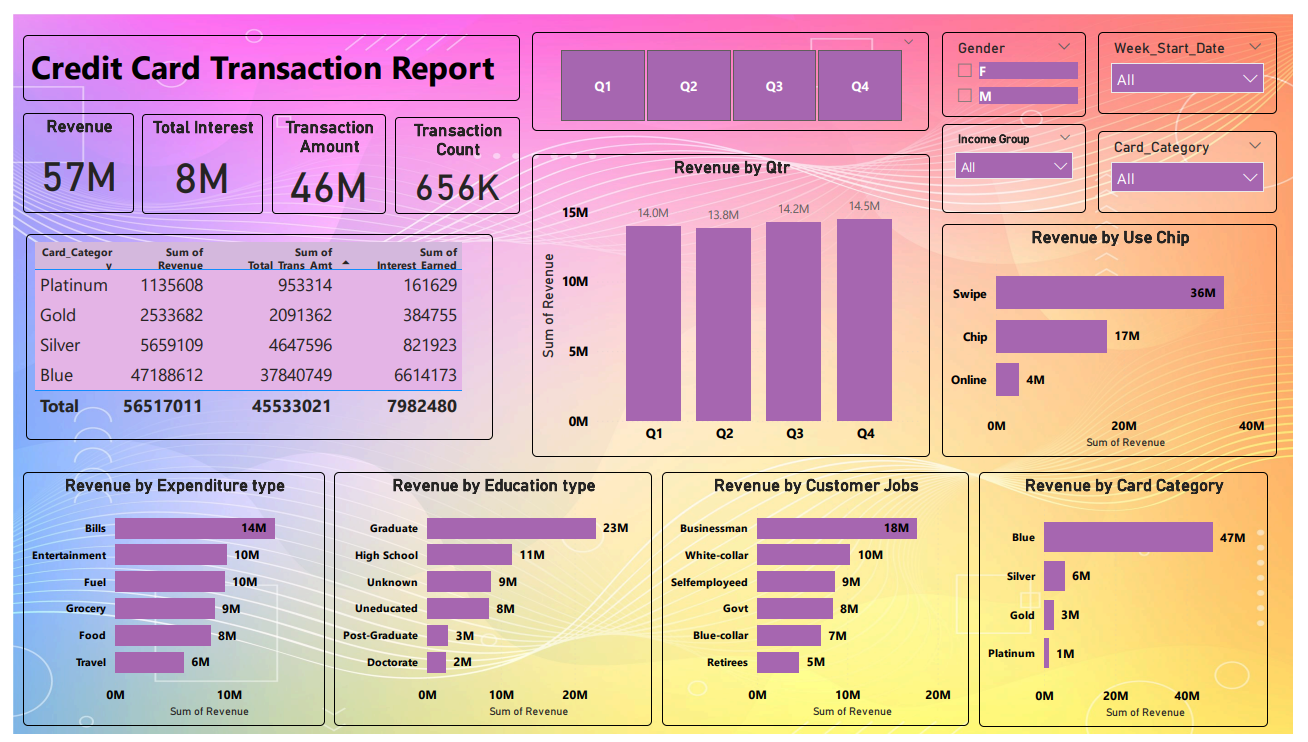 Credit Card Transaction Report
Revenue
57M
Total Interest
8M
Transaction
Amount
46M
Transaction
Count
656K
Q1 Q2 Q3 Q4
Gender
F
M
Week_Start_Date
All
Income Group
All
Card_Category
All
Card_Categor
y Sum of
Revenue Sum of
Total_Trans_Amt Sum of
Interest_Earned
Platinum 1135608 953314 161629
Gold 2533682 2091362 384755
Silver 5659109 4647596 821923
Blue 47188612 37840749 6614173
Total 56517011 45533021 7982480
Revenue by Qtr
Sum of Revenue
15M
10M
5M
0M
14.0M 13.8M 14.2M 14.5M
Q1 Q2 Q3 Q4
Revenue by Use Chip
Swipe 36M
Chip 17M
Online 4M
0M 20M 40M
Sum of Revenue
Revenue by Expenditure type
Bills 14M
Entertainment 10M
Fuel 10M
Grocery 9M
Food 8M
Travel 6M
0M 10M
Sum of Revenue
Revenue by Education type
Graduate 23M
High School 11M
Unknown 9M
Uneducated 8M
Post-Graduate 3M
Doctorate 2M
0M 10M 20M
Sum of Revenue
Revenue by Customer Jobs
Businessman 18M
White-collar 10M
Selfemployeed 9M
Govt 8M
Blue-collar 7M
Retirees 5M
0M 10M 20M
Sum of Revenue
Revenue by Card Category
Blue 47M
Silver 6M
Gold 3M
Platinum 1M
0M 20M 40M
Sum of Revenue